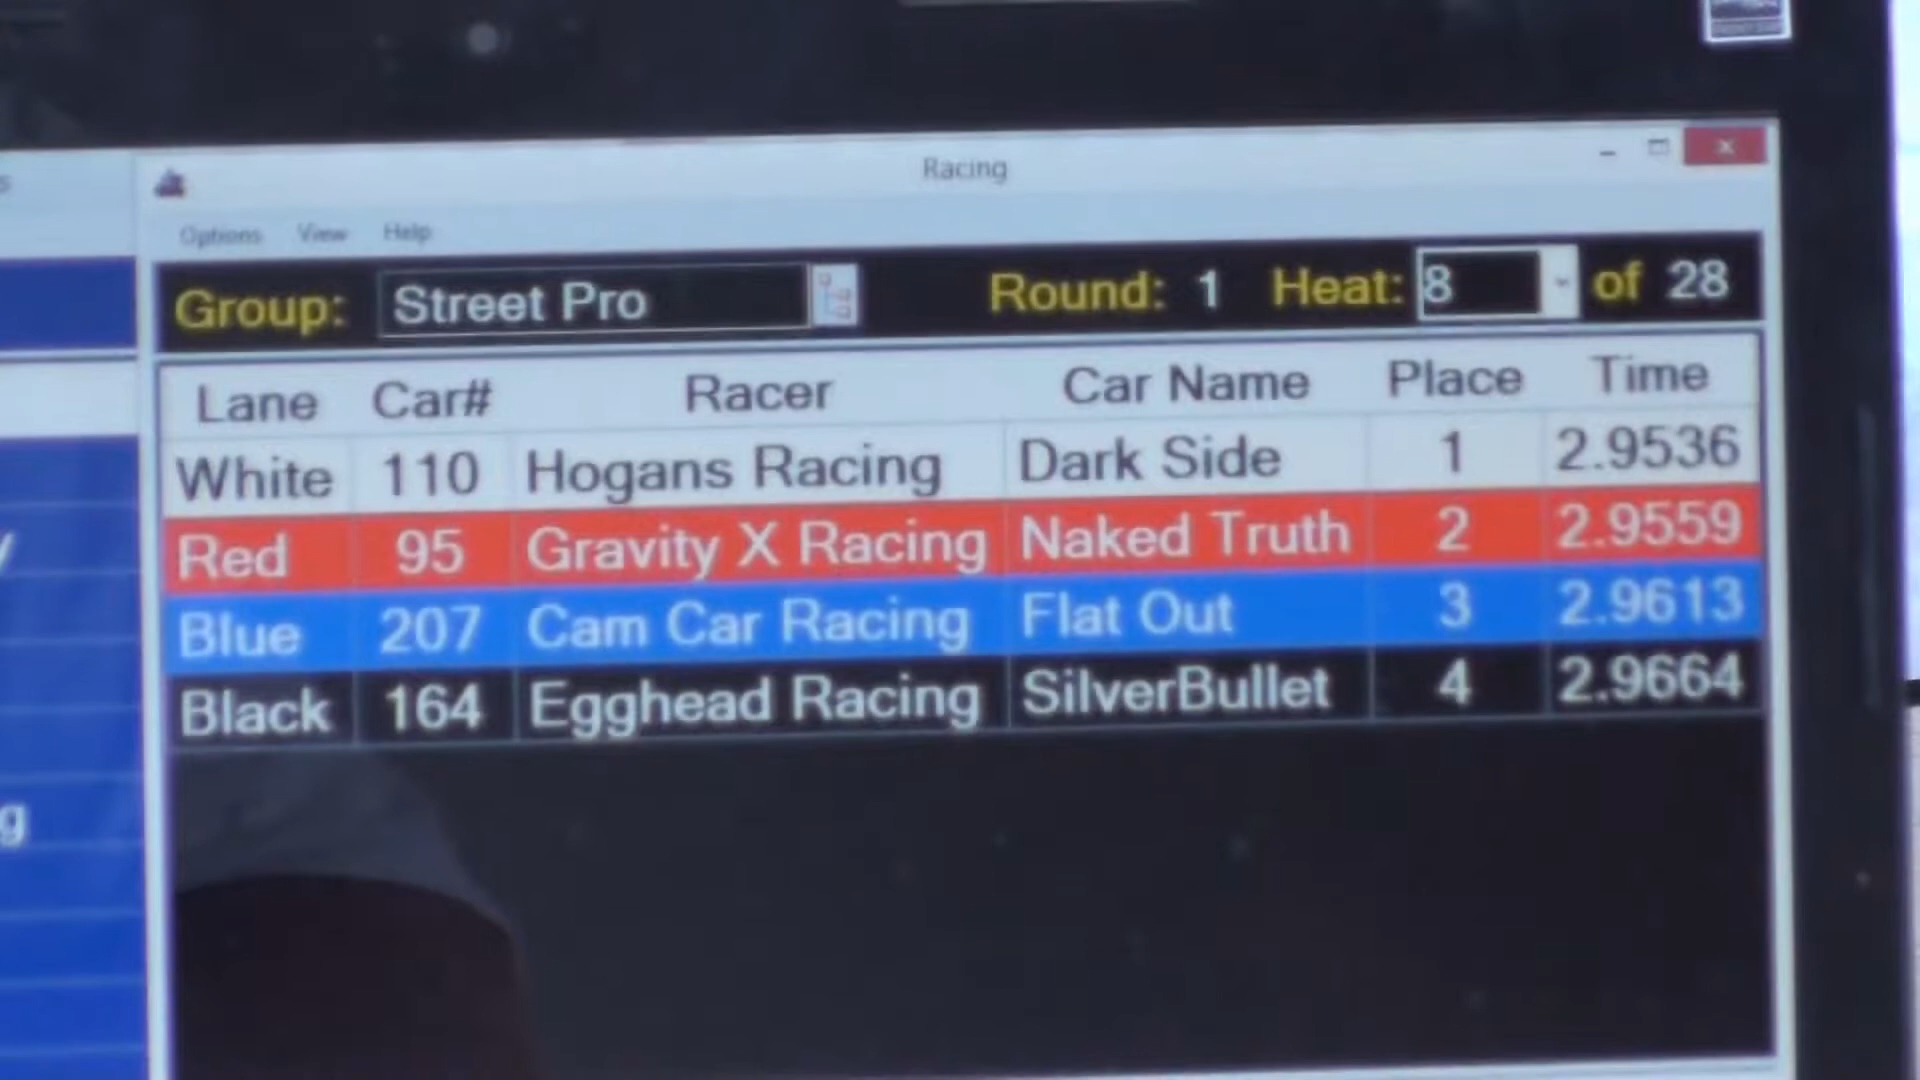 s
Racing
Options View Help
Group: Street Pro Round: 1 Heat: 8 of 28
Lane Car# Racer Car Name Place Time
White 110 Hogans Racing Dark Side 1 2.9536
Red 95 Gravity X Racing Naked Truth 2 2.9559
y
Blue 207 Cam Car Racing Flat Out 3 2.9613
Black 164 Egghead Racing SilverBullet 4 2.9664
g